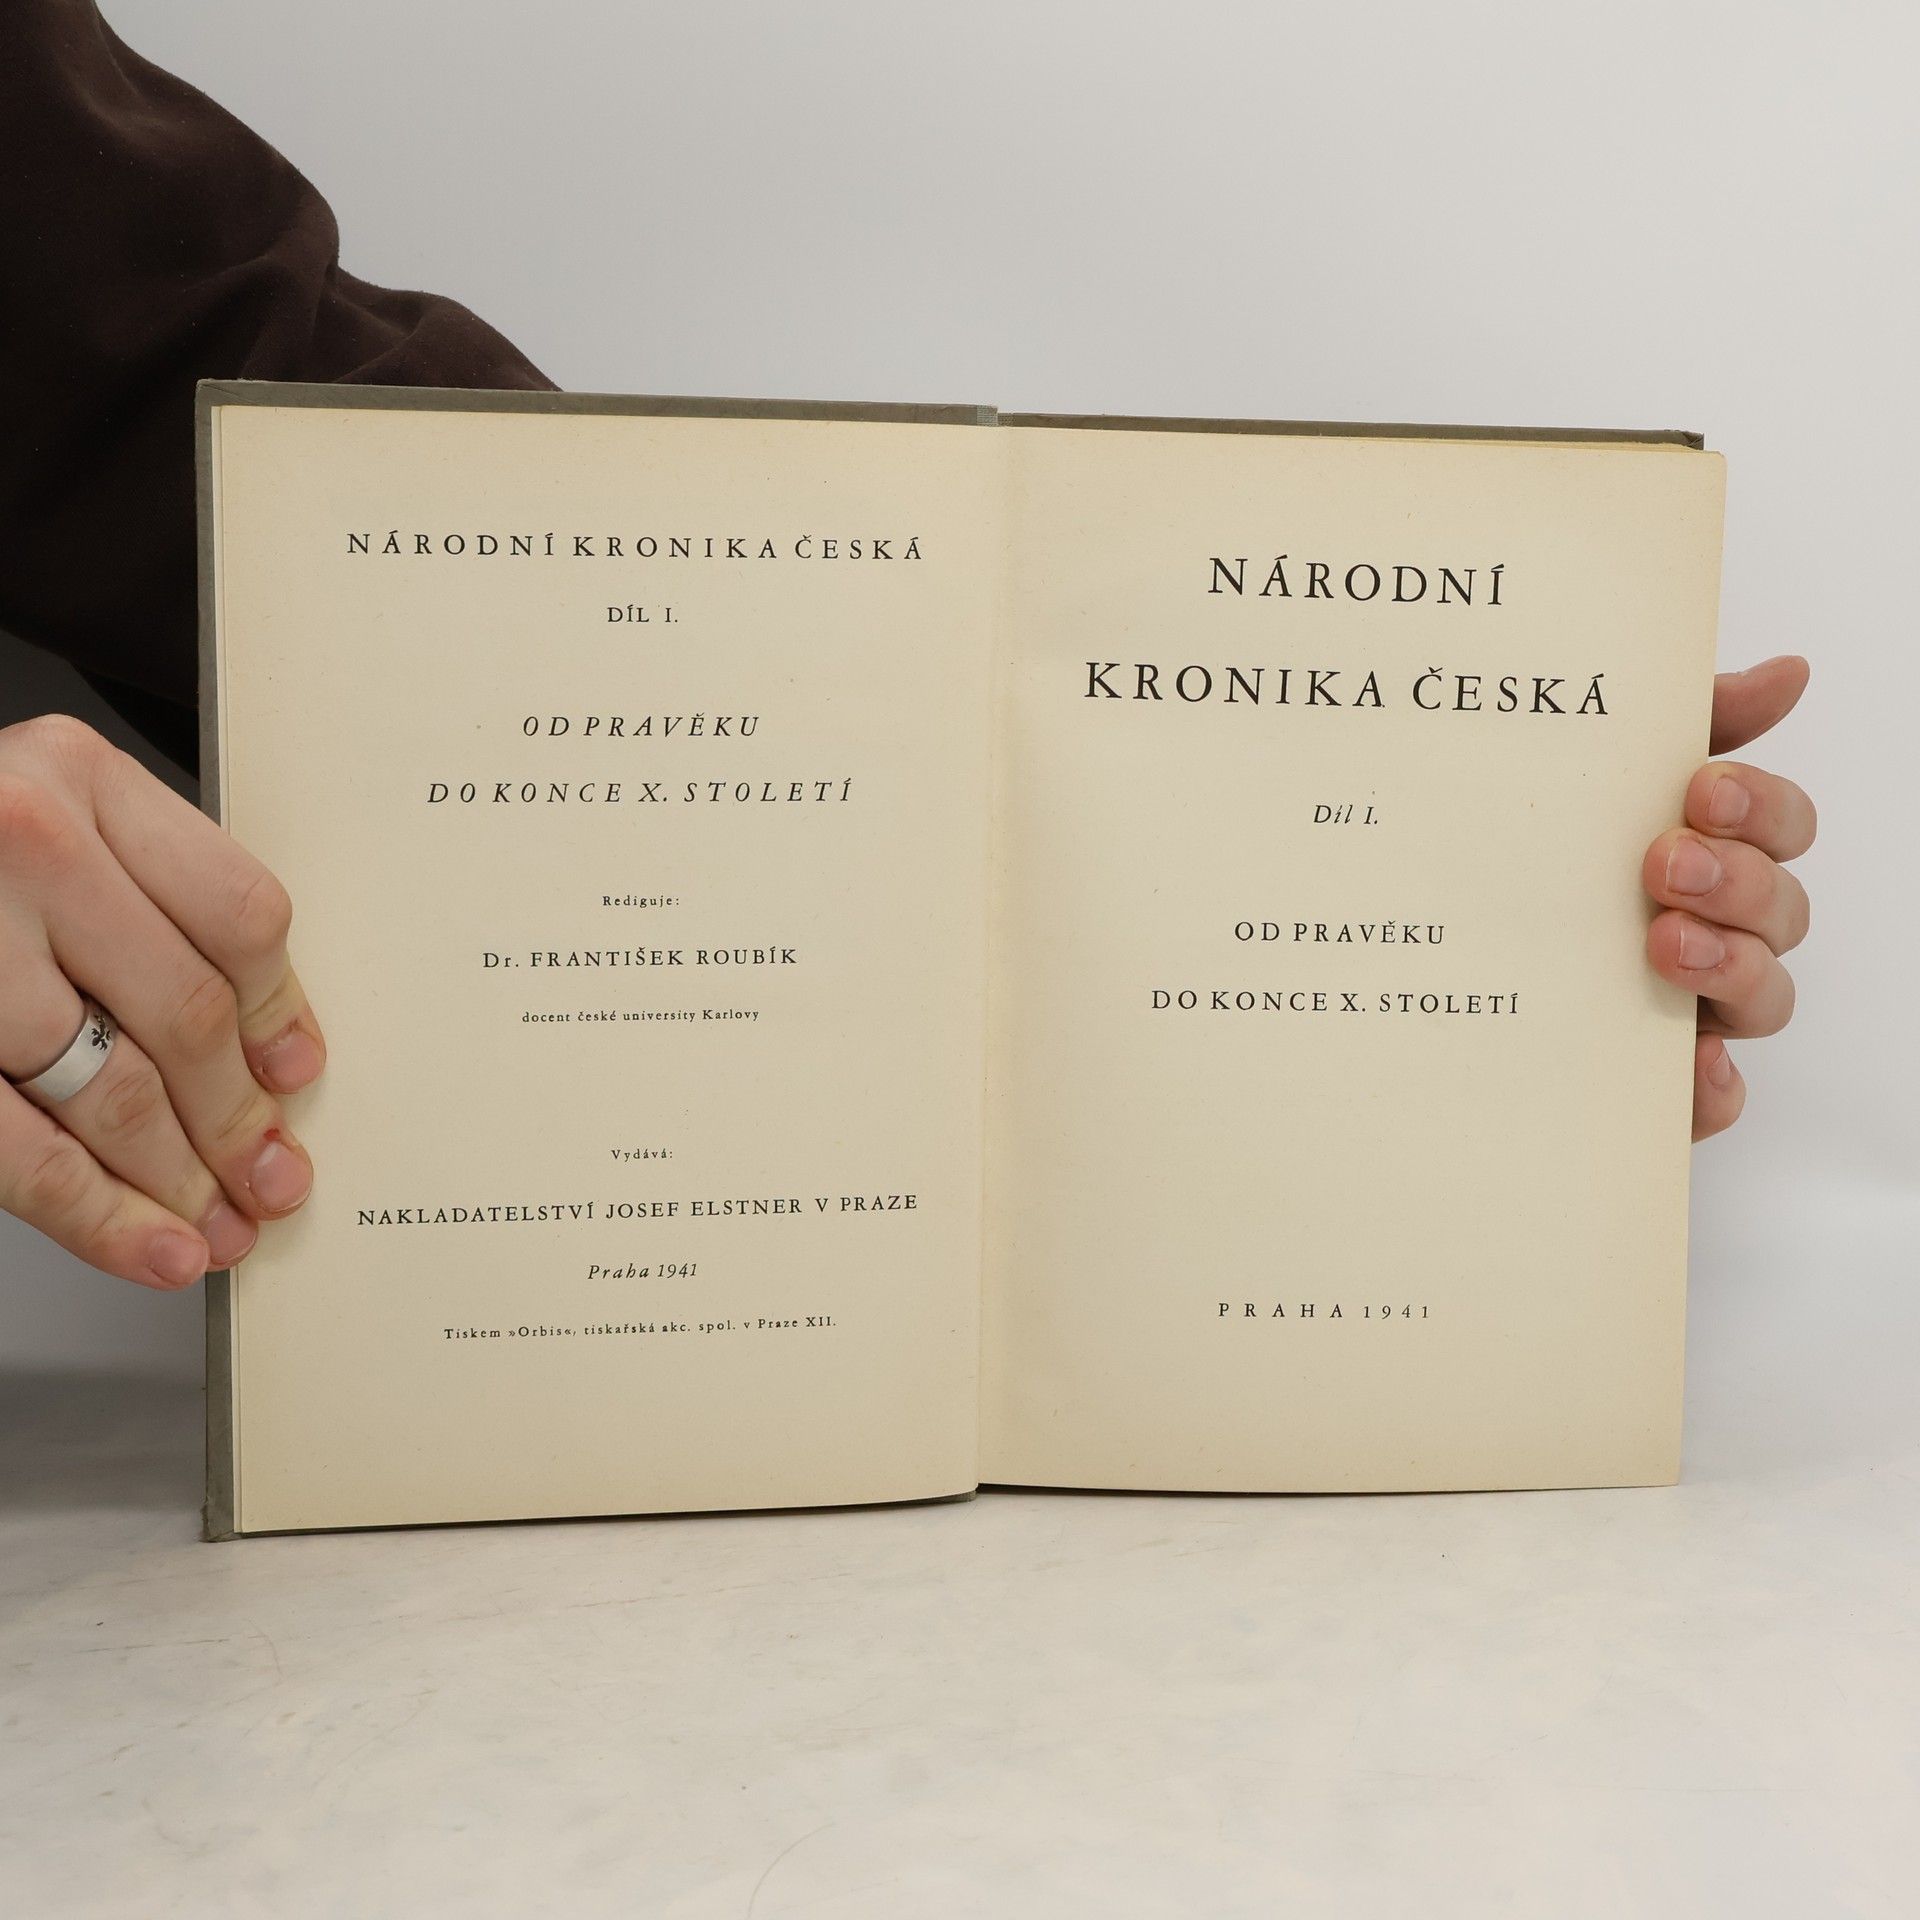 NÁRODNÍ KRONIKA ČESKÁ
DÍL I.
OD PRAVĚKU
DO KONCE X. STOLETÍ
Rediguje:
Dr. FRANTIŠEK ROUBÍK
docent české university Karlovy
Vydává:
NAKLADATELSTVÍ JOSEF ELSTNER V PRAZE
Praha 1941
Tiskem »Orbis«, tiskařská akc. spol. v Praze XII.
NÁRODNÍ
KRONIKA ČESKÁ
Díl I.
OD PRAVĚKU
DO KONCE X. STOLETÍ
PRAHA 1941